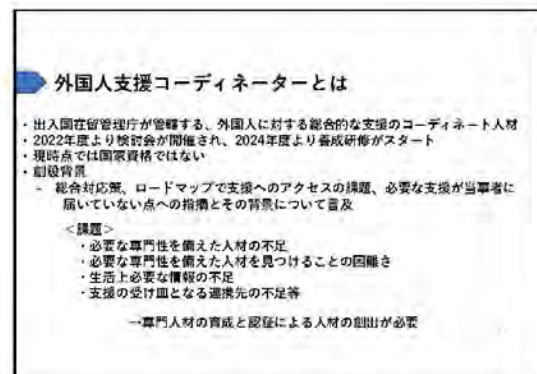 外国人支援コーディネーターとは
・出入国在留管理庁が管轄する、外国人に対する総合的な支援のコーディネート人材
・2022年度より検討会が開催され、2024年度より養成研修がスタート
・現時点では国家資格ではない
・創設背景
- 総合対応策、ロードマップで支援へのアクセスの課題、必要な支援が当事者に
届いていない点への指摘とその背景について言及
＜課題＞
・必要な専門性を備えた人材の不足
・必要な専門性を備えた人材を見つけることの困難さ
・生活上必要な情報の不足
・支援の受け皿となる連携先の不足等
→専門人材の育成と認証による人材の創出が必要